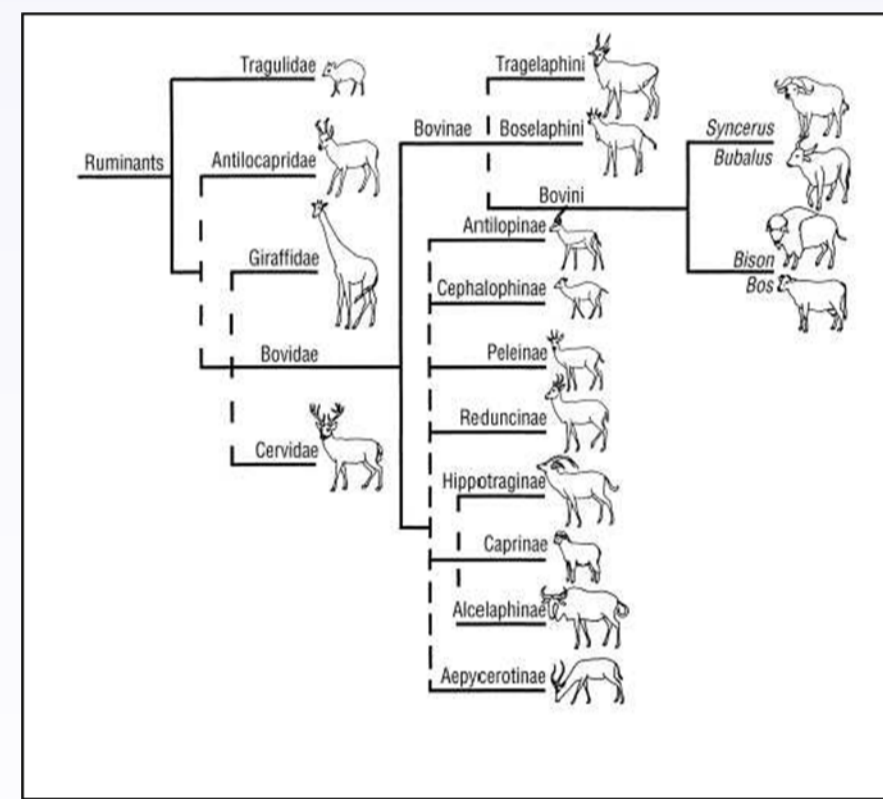 Tragulidae
Ruminants
Antilocapridae
Giraffidae
Bovidae
Cervidae
Bovinae
Tragelaphini
Boselaphini
Bovini
Syncerus
Bubalus
Bison
Bos
Antilopinae
Cephalophinae
Peleinae
Reduncinae
Hippotraginae
Caprinae
Alcelaphinae
Aepycerotinae